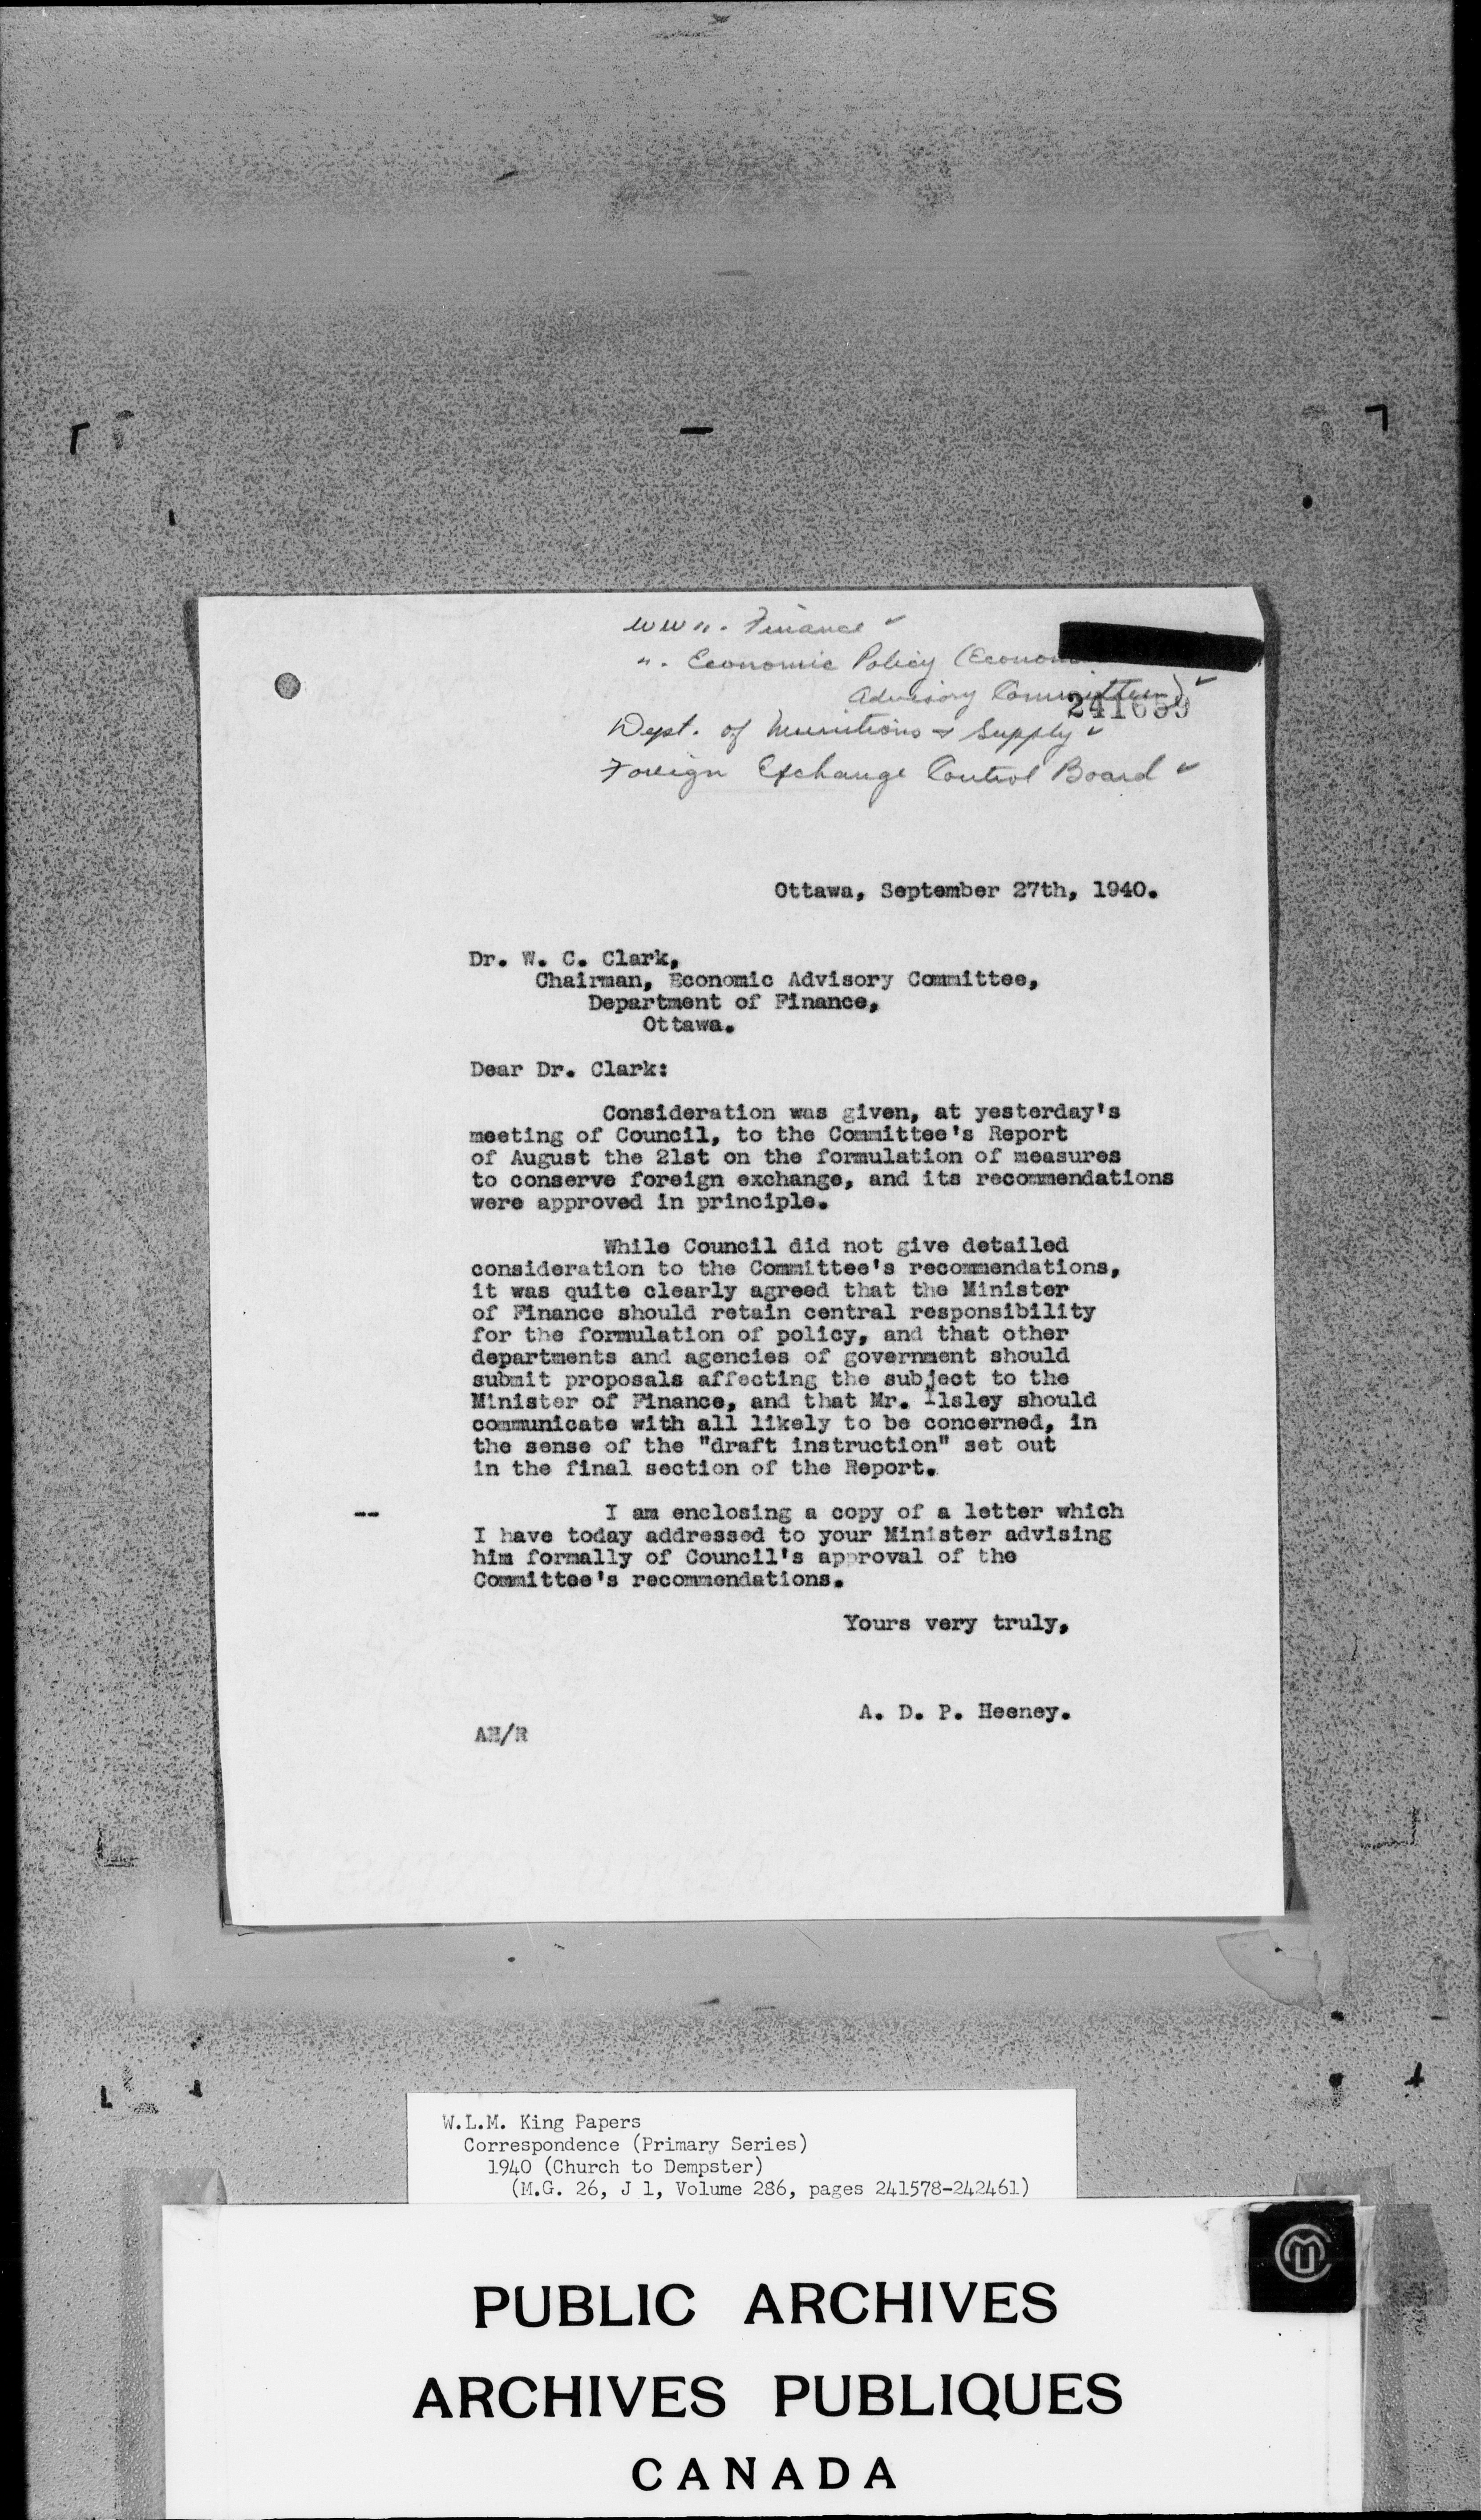 WW II. Finance ✓
". Economic Policy (Econom
Advisory Committee) ✓
241659
Dept. of Munitions & Supply ✓
Foreign Exchange Control Board ✓
Ottawa, September 27th, 1940.
Dr. W. C. Clark,
Chairman, Economic Advisory Committee,
Department of Finance,
Ottawa.
Dear Dr. Clark:
Consideration was given, at yesterday's
meeting of Council, to the Committee's Report
of August the 21st on the formulation of measures
to conserve foreign exchange, and its recommendations
were approved in principle.
While Council did not give detailed
consideration to the Committee's recommendations,
it was quite clearly agreed that the Minister
of Finance should retain central responsibility
for the formulation of policy, and that other
departments and agencies of government should
submit proposals affecting the subject to the
Minister of Finance, and that Mr. Ilsley should
communicate with all likely to be concerned, in
the sense of the "draft instruction" set out
in the final section of the Report.
-- I am enclosing a copy of a letter which
I have today addressed to your Minister advising
him formally of Council's approval of the
Committee's recommendations.
Yours very truly,
A. D. P. Heeney.
AH/R
W.L.M. King Papers
Correspondence (Primary Series)
1940 (Church to Dempster)
(M.G. 26, J 1, Volume 286, pages 241578-242461)
PUBLIC ARCHIVES
ARCHIVES PUBLIQUES
CANADA